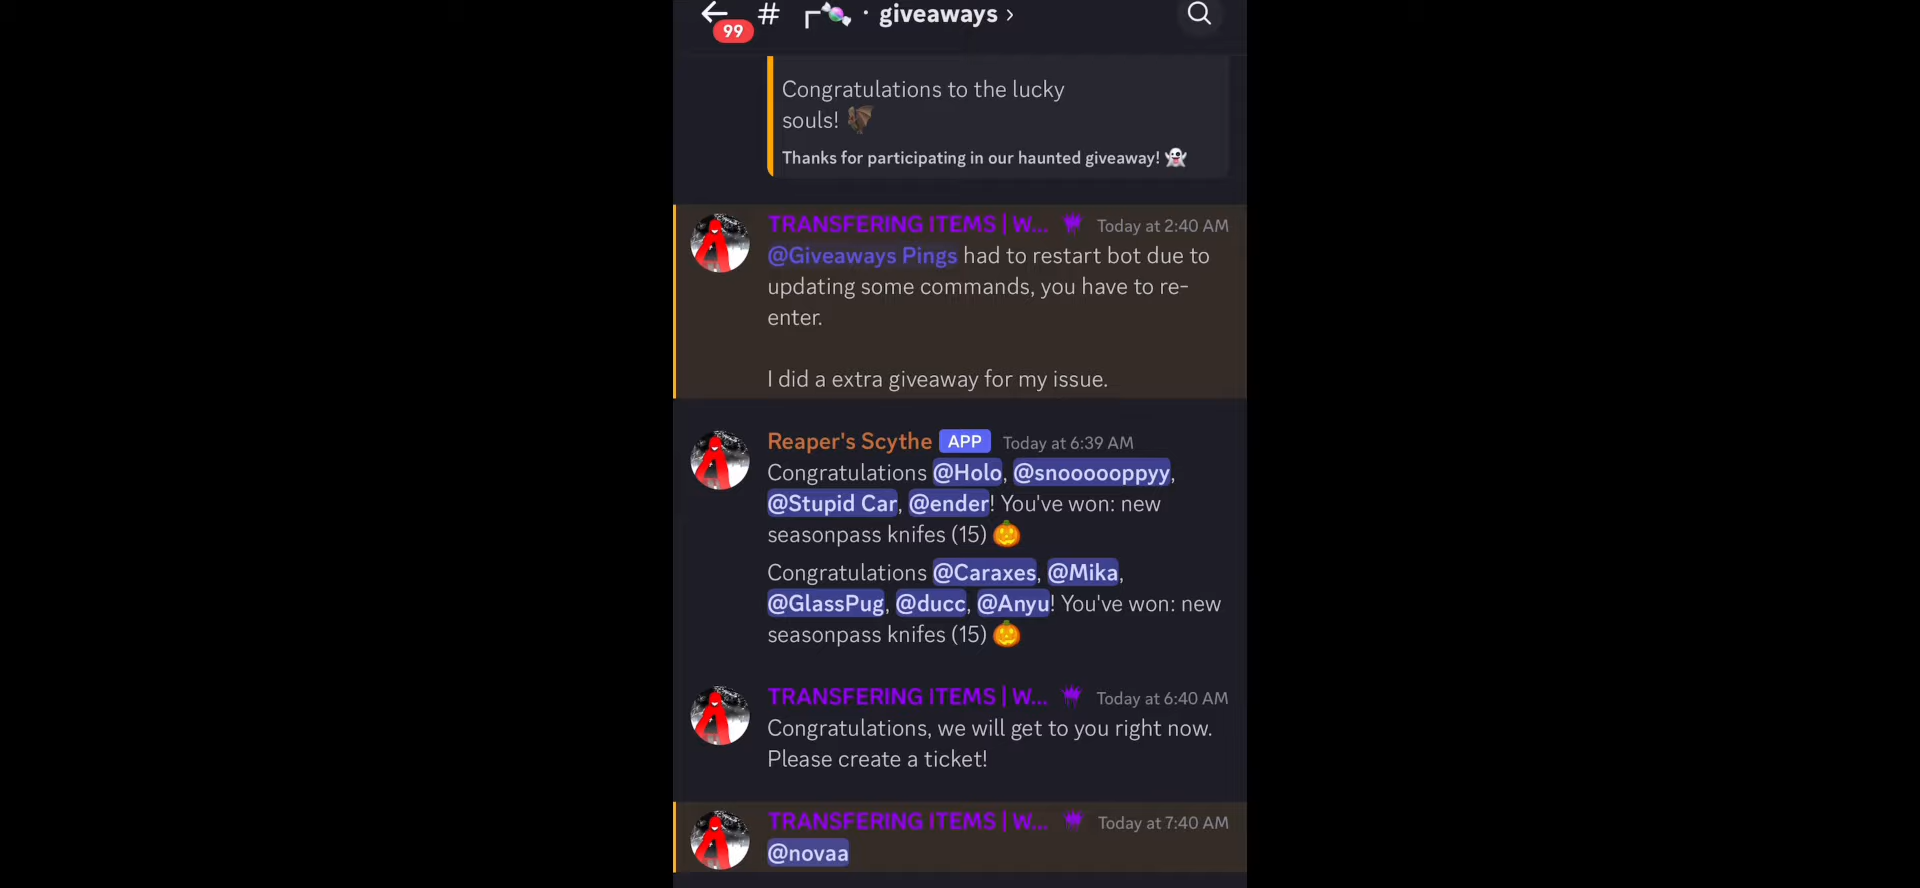 99
# · giveaways ›
Congratulations to the lucky
souls!
Thanks for participating in our haunted giveaway!
TRANSFERING ITEMS | W... Today at 2:40 AM
@Giveaways Pings had to restart bot due to
updating some commands, you have to re-
enter.
I did a extra giveaway for my issue.
Reaper's Scythe APP Today at 6:39 AM
Congratulations @Holo, @snoooooppyy,
@Stupid Car, @ender! You've won: new
seasonpass knifes (15) 🎃
Congratulations @Caraxes, @Mika,
@GlassPug, @ducc, @Anyu! You've won: new
seasonpass knifes (15) 🎃
TRANSFERING ITEMS | W... Today at 6:40 AM
Congratulations, we will get to you right now.
Please create a ticket!
TRANSFERING ITEMS | W... Today at 7:40 AM
@novaa